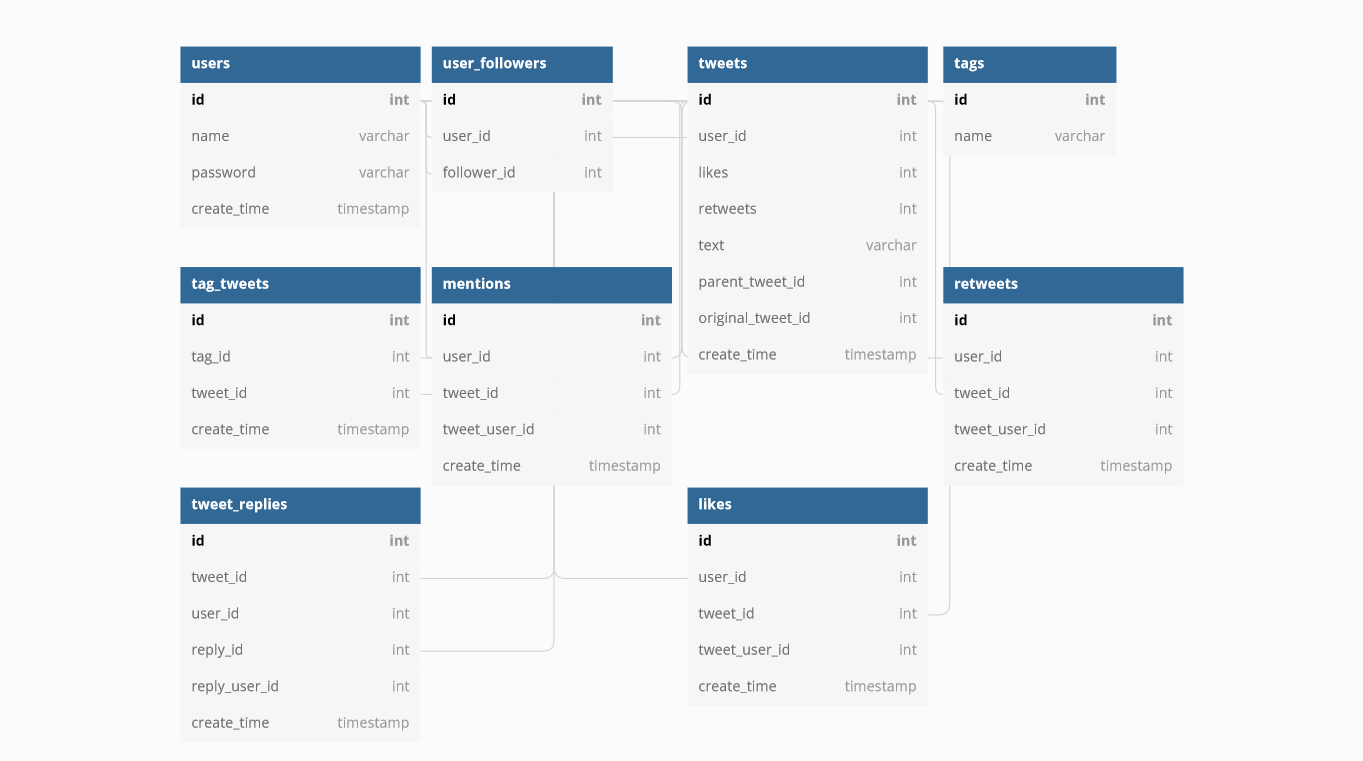 users
id int
name varchar
password varchar
create_time timestamp
user_followers
id int
user_id int
follower_id int
tweets
id int
user_id int
likes int
retweets int
text varchar
parent_tweet_id int
original_tweet_id int
create_time timestamp
tags
id int
name varchar
tag_tweets
id int
tag_id int
tweet_id int
create_time timestamp
mentions
id int
user_id int
tweet_id int
tweet_user_id int
create_time timestamp
retweets
id int
user_id int
tweet_id int
tweet_user_id int
create_time timestamp
tweet_replies
id int
tweet_id int
user_id int
reply_id int
reply_user_id int
create_time timestamp
likes
id int
user_id int
tweet_id int
tweet_user_id int
create_time timestamp